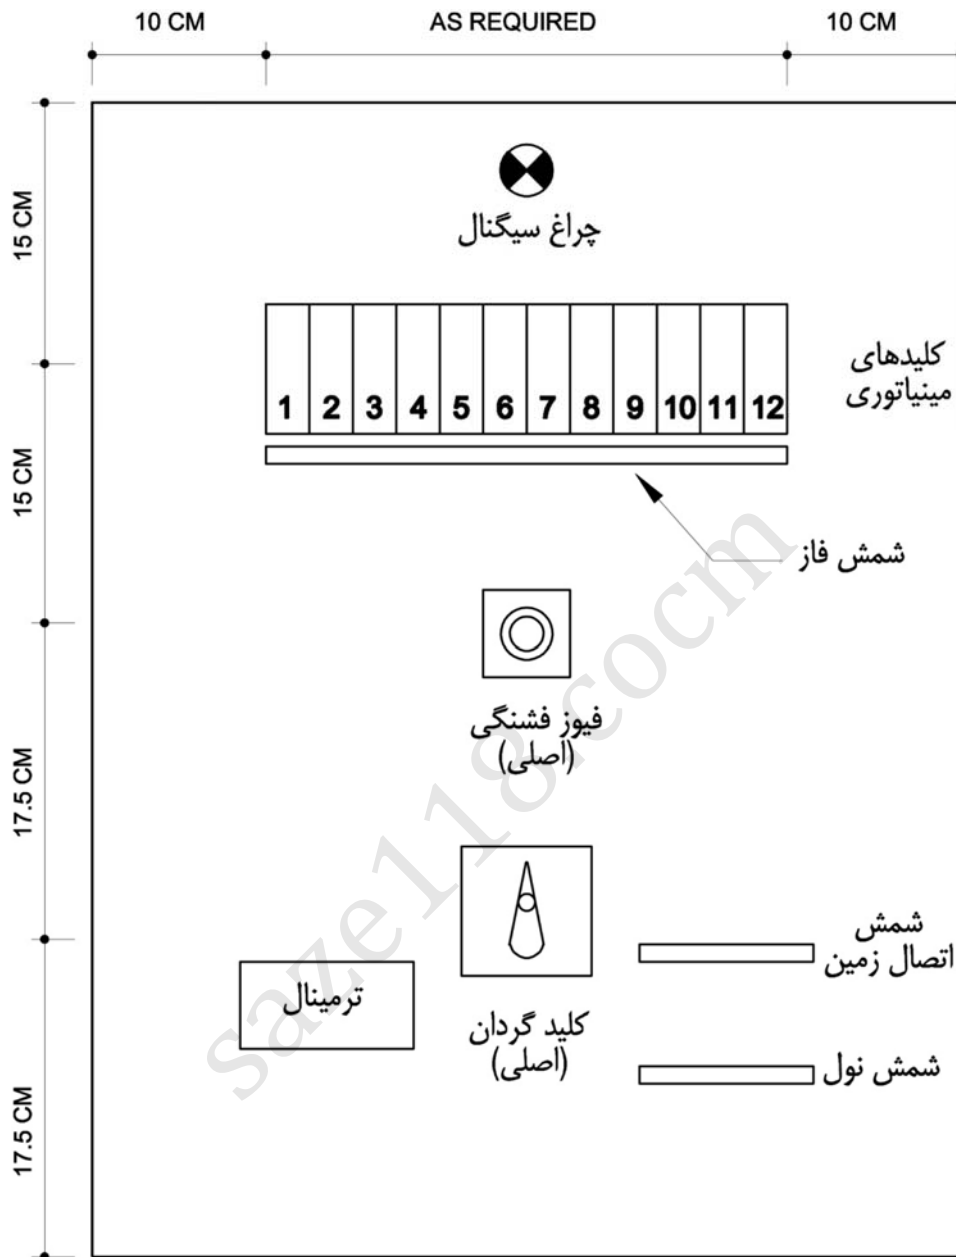 10 CM
AS REQUIRED
10 CM
15 CM
چراغ سیگنال
1 2 3 4 5 6 7 8 9 10 11 12
کلیدهای
مینیاتوری
15 CM
شمش فاز
فیوز فشنگی
(اصلی)
17.5 CM
شمش
اتصال زمین
ترمینال
کلید گردان
(اصلی)
شمش نول
17.5 CM
saze118.cocm